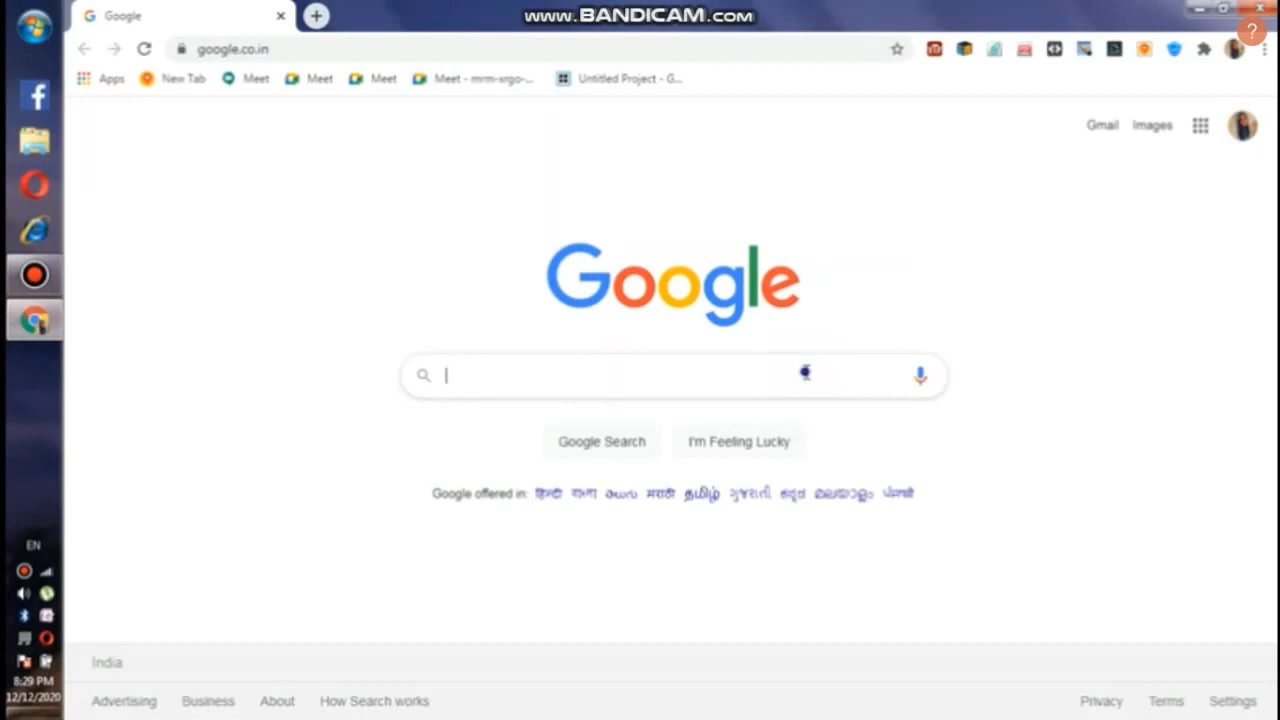 Google
www.BANDICAM.com
?
google.co.in
Apps New Tab Meet Meet Meet Meet - mrm-xrgo-... Untitled Project - G...
Gmail Images
Google
Google Search I'm Feeling Lucky
Google offered in: हिन्दी বাংলা తెలుగు मराठी தமிழ் ગુજરાતી ಕನ್ನಡ മലയാളം ਪੰਜਾਬੀ
EN
8:29 PM
12/12/2020
India
Advertising Business About How Search works Privacy Terms Settings